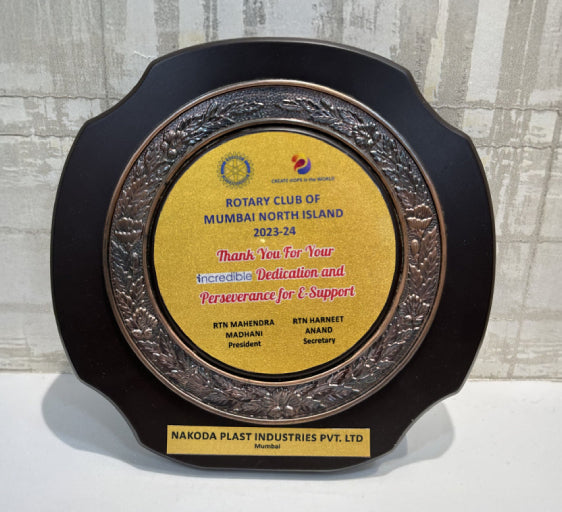 CREATE HOPE in the WORLD
ROTARY CLUB OF
MUMBAI NORTH ISLAND
2023-24
Thank You For Your
incredible Dedication and
Perseverance for E-Support
RTN MAHENDRA
MADHANI
President
RTN HARNEET
ANAND
Secretary
NAKODA PLAST INDUSTRIES PVT. LTD
Mumbai